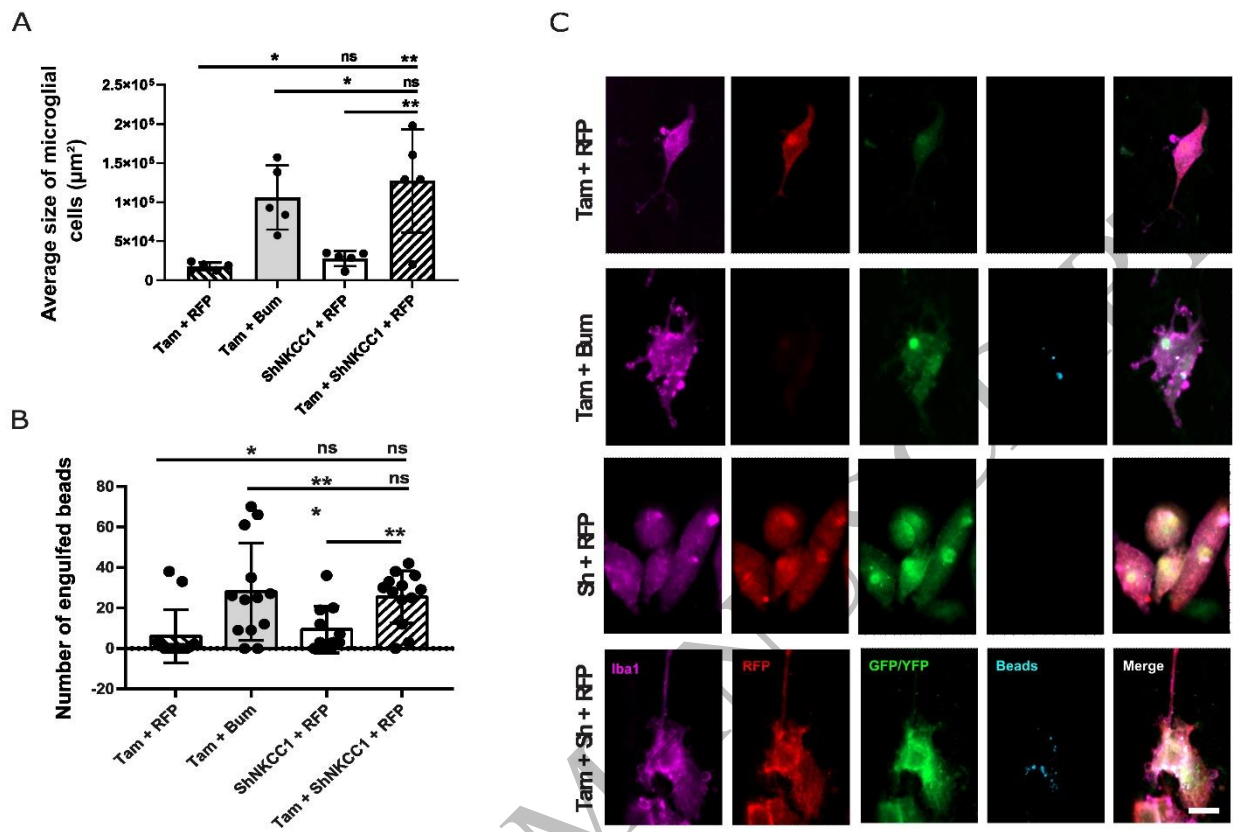 A
* ns **
* ns
**
Average size of microglial
cells (µm²)
2.5×10⁵
2×10⁵
1.5×10⁵
1×10⁵
5×10⁴
0
Tam + RFP
Tam + Bum
ShNKCC1 + RFP
Tam + ShNKCC1 + RFP
B
* ns ns
** ns
*
**
Number of engulfed beads
80
60
40
20
0
-20
Tam + RFP
Tam + Bum
ShNKCC1 + RFP
Tam + ShNKCC1 + RFP
C
Tam + RFP
Tam + Bum
Sh + RFP
Tam + Sh + RFP
Iba1
RFP
GFP/YFP
Beads
Merge